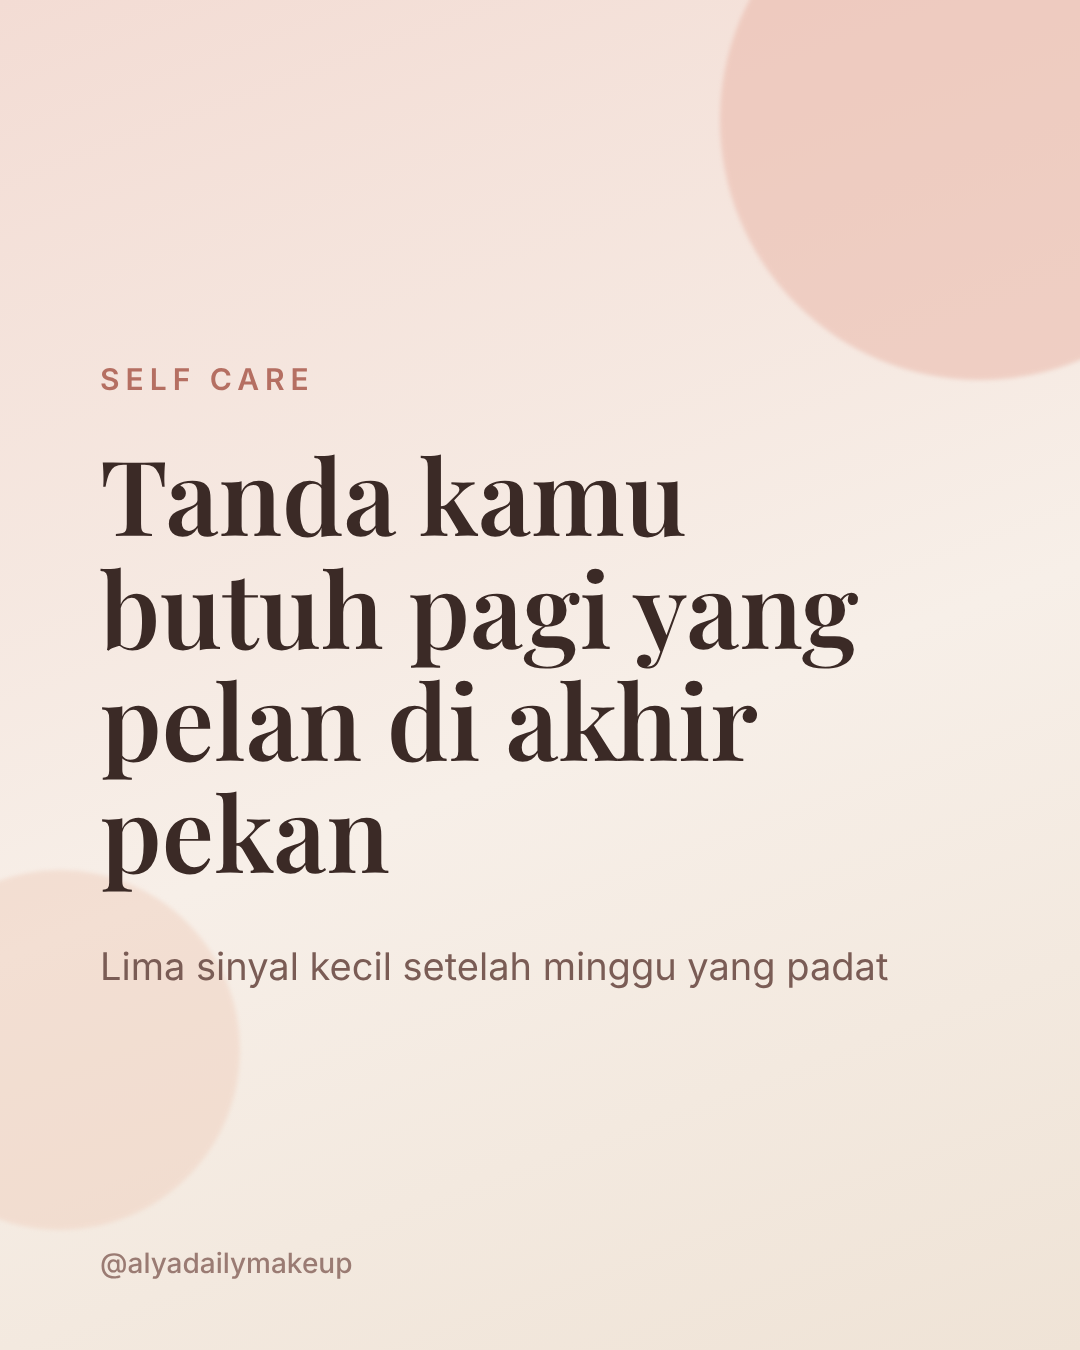 SELF CARE
Tanda kamu
butuh pagi yang
pelan di akhir
pekan
Lima sinyal kecil setelah minggu yang padat
@alyadailymakeup